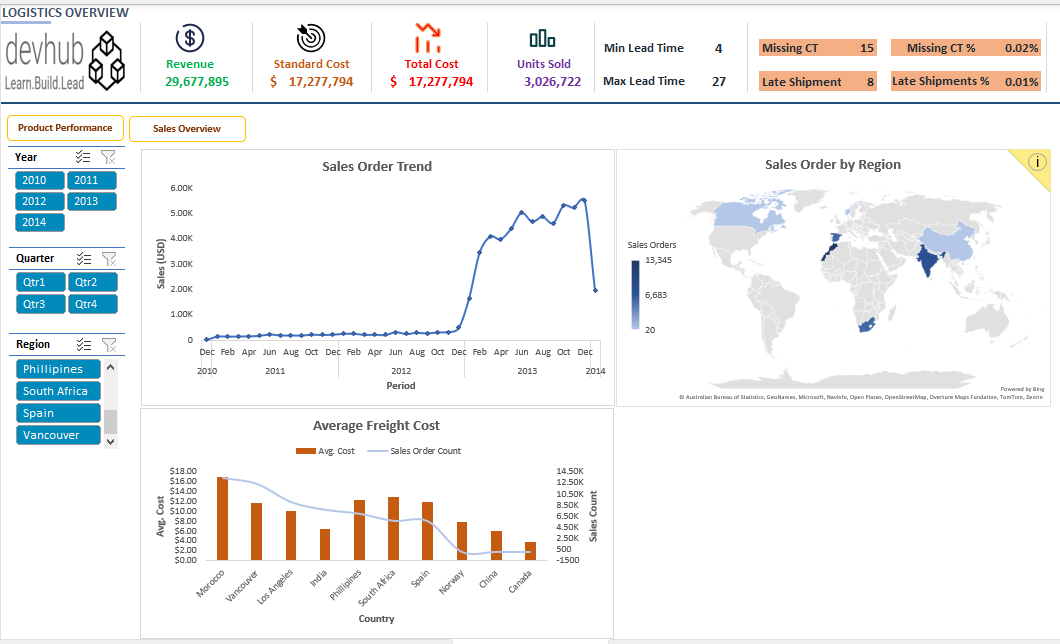 LOGISTICS OVERVIEW
devhub
Learn.Build.Lead
Revenue
29,677,895
Standard Cost
$ 17,277,794
Total Cost
$ 17,277,794
Units Sold
3,026,722
Min Lead Time 4
Max Lead Time 27
Missing CT 15
Late Shipment 8
Missing CT % 0.02%
Late Shipments % 0.01%
Product Performance
Sales Overview
Year
2010 2011
2012 2013
2014
Quarter
Qtr1 Qtr2
Qtr3 Qtr4
Region
Phillipines
South Africa
Spain
Vancouver
Sales Order Trend
Sales (USD)
6.00K
5.00K
4.00K
3.00K
2.00K
1.00K
0
Dec Feb Apr Jun Aug Oct Dec Feb Apr Jun Aug Oct Dec Feb Apr Jun Aug Oct Dec
2010 2011 2012 2013 2014
Period
Sales Order by Region
i
Sales Orders
13,345
6,683
20
Powered by Bing
© Australian Bureau of Statistics, GeoNames, Microsoft, Navinfo, Open Places, OpenStreetMap, Overture Maps Fundation, TomTom, Zenrin
Average Freight Cost
Avg. Cost Sales Order Count
Avg. Cost
$18.00
$16.00
$14.00
$12.00
$10.00
$8.00
$6.00
$4.00
$2.00
$0.00
14.50K
12.50K
10.50K
8.50K
6.50K
4.50K
2.50K
500
-1500
Sales Count
Morocco Vancouver Los Angeles India Phillipines South Africa Spain Norway China Canada
Country